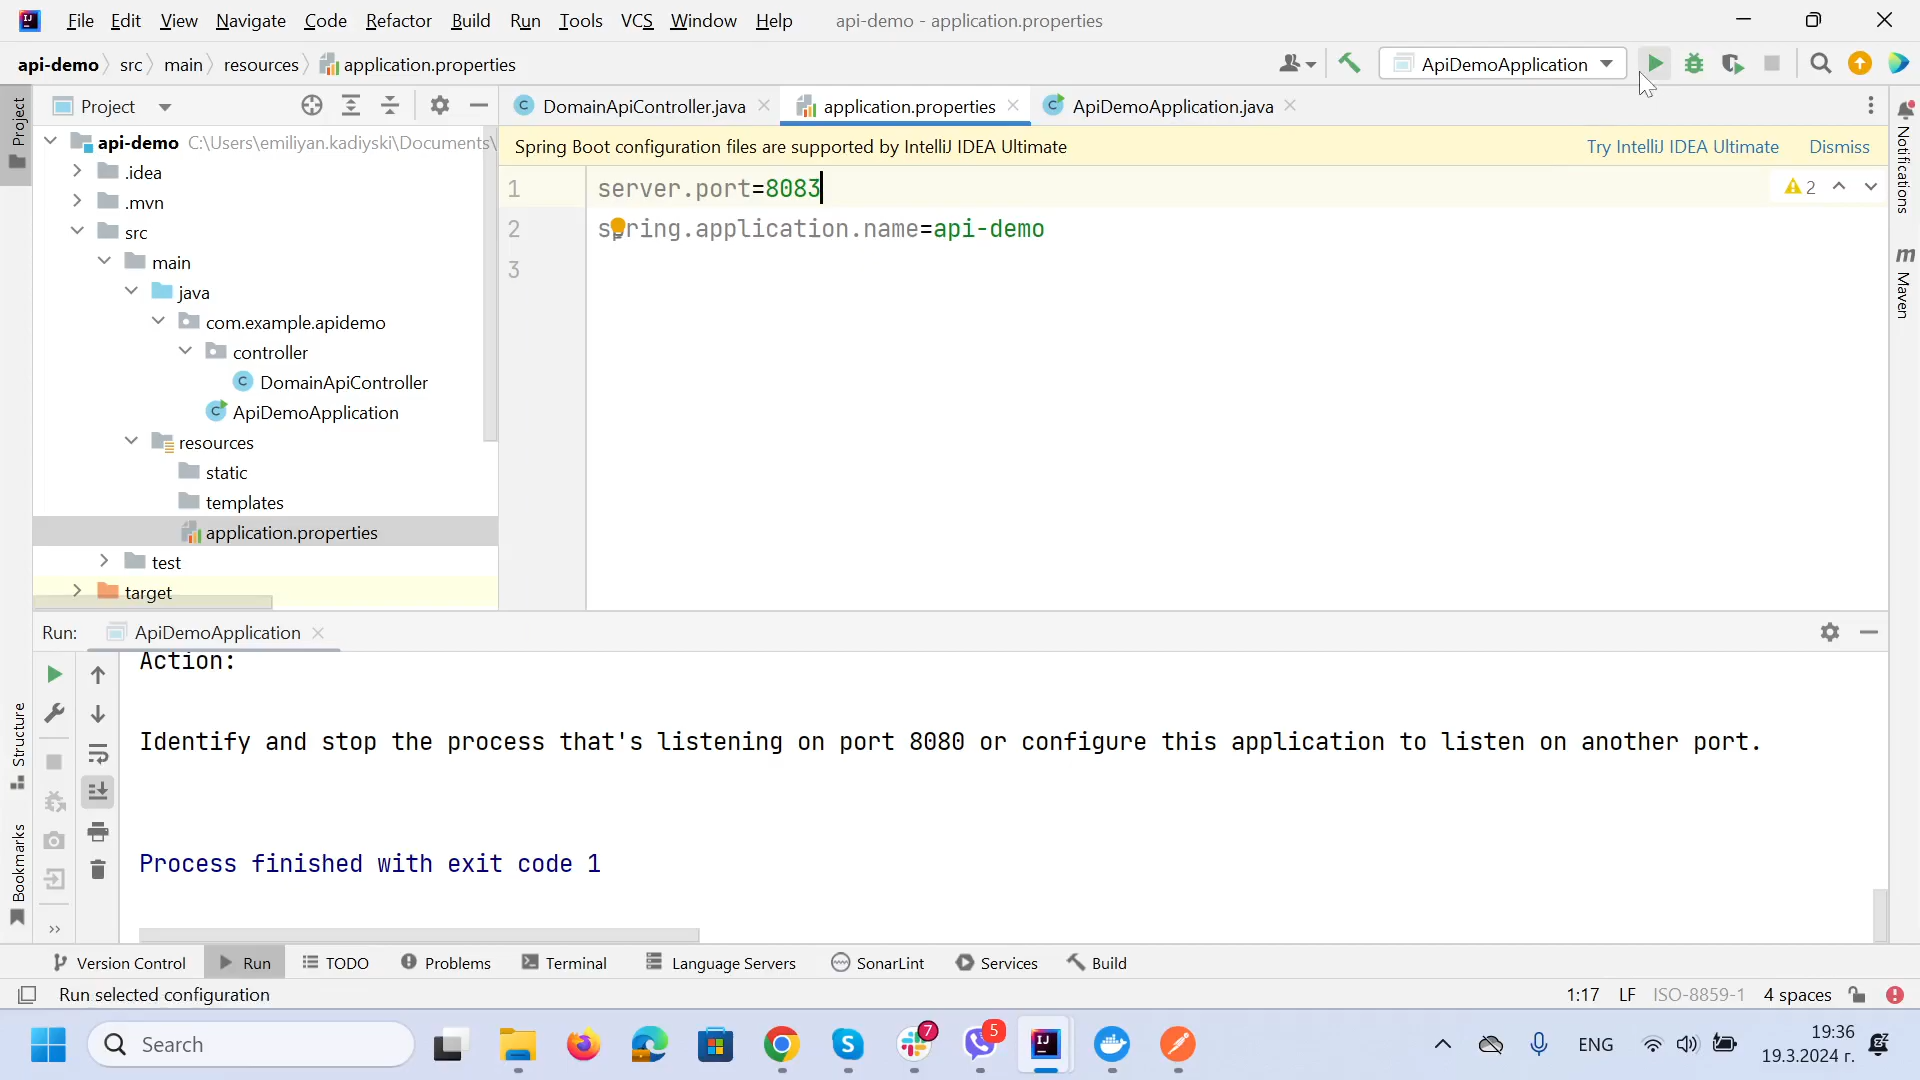 File Edit View Navigate Code Refactor Build Run Tools VCS Window Help api-demo - application.properties
api-demo src main resources application.properties ApiDemoApplication
Project DomainApiController.java application.properties ApiDemoApplication.java
Project
Notifications
Maven
api-demo C:\Users\emiliyan.kadiyski\Documents\
Spring Boot configuration files are supported by IntelliJ IDEA Ultimate Try IntelliJ IDEA Ultimate Dismiss
.idea
.mvn
src
main
java
com.example.apidemo
controller
DomainApiController
ApiDemoApplication
resources
static
templates
application.properties
test
target
1 server.port=8083 2
2 spring.application.name=api-demo
3
Run: ApiDemoApplication
Action:
Identify and stop the process that's listening on port 8080 or configure this application to listen on another port.
Process finished with exit code 1
Structure
Bookmarks
Version Control Run TODO Problems Terminal Language Servers SonarLint Services Build
Run selected configuration 1:17 LF ISO-8859-1 4 spaces
Search 7 5 ENG 19:36
19.3.2024 г.